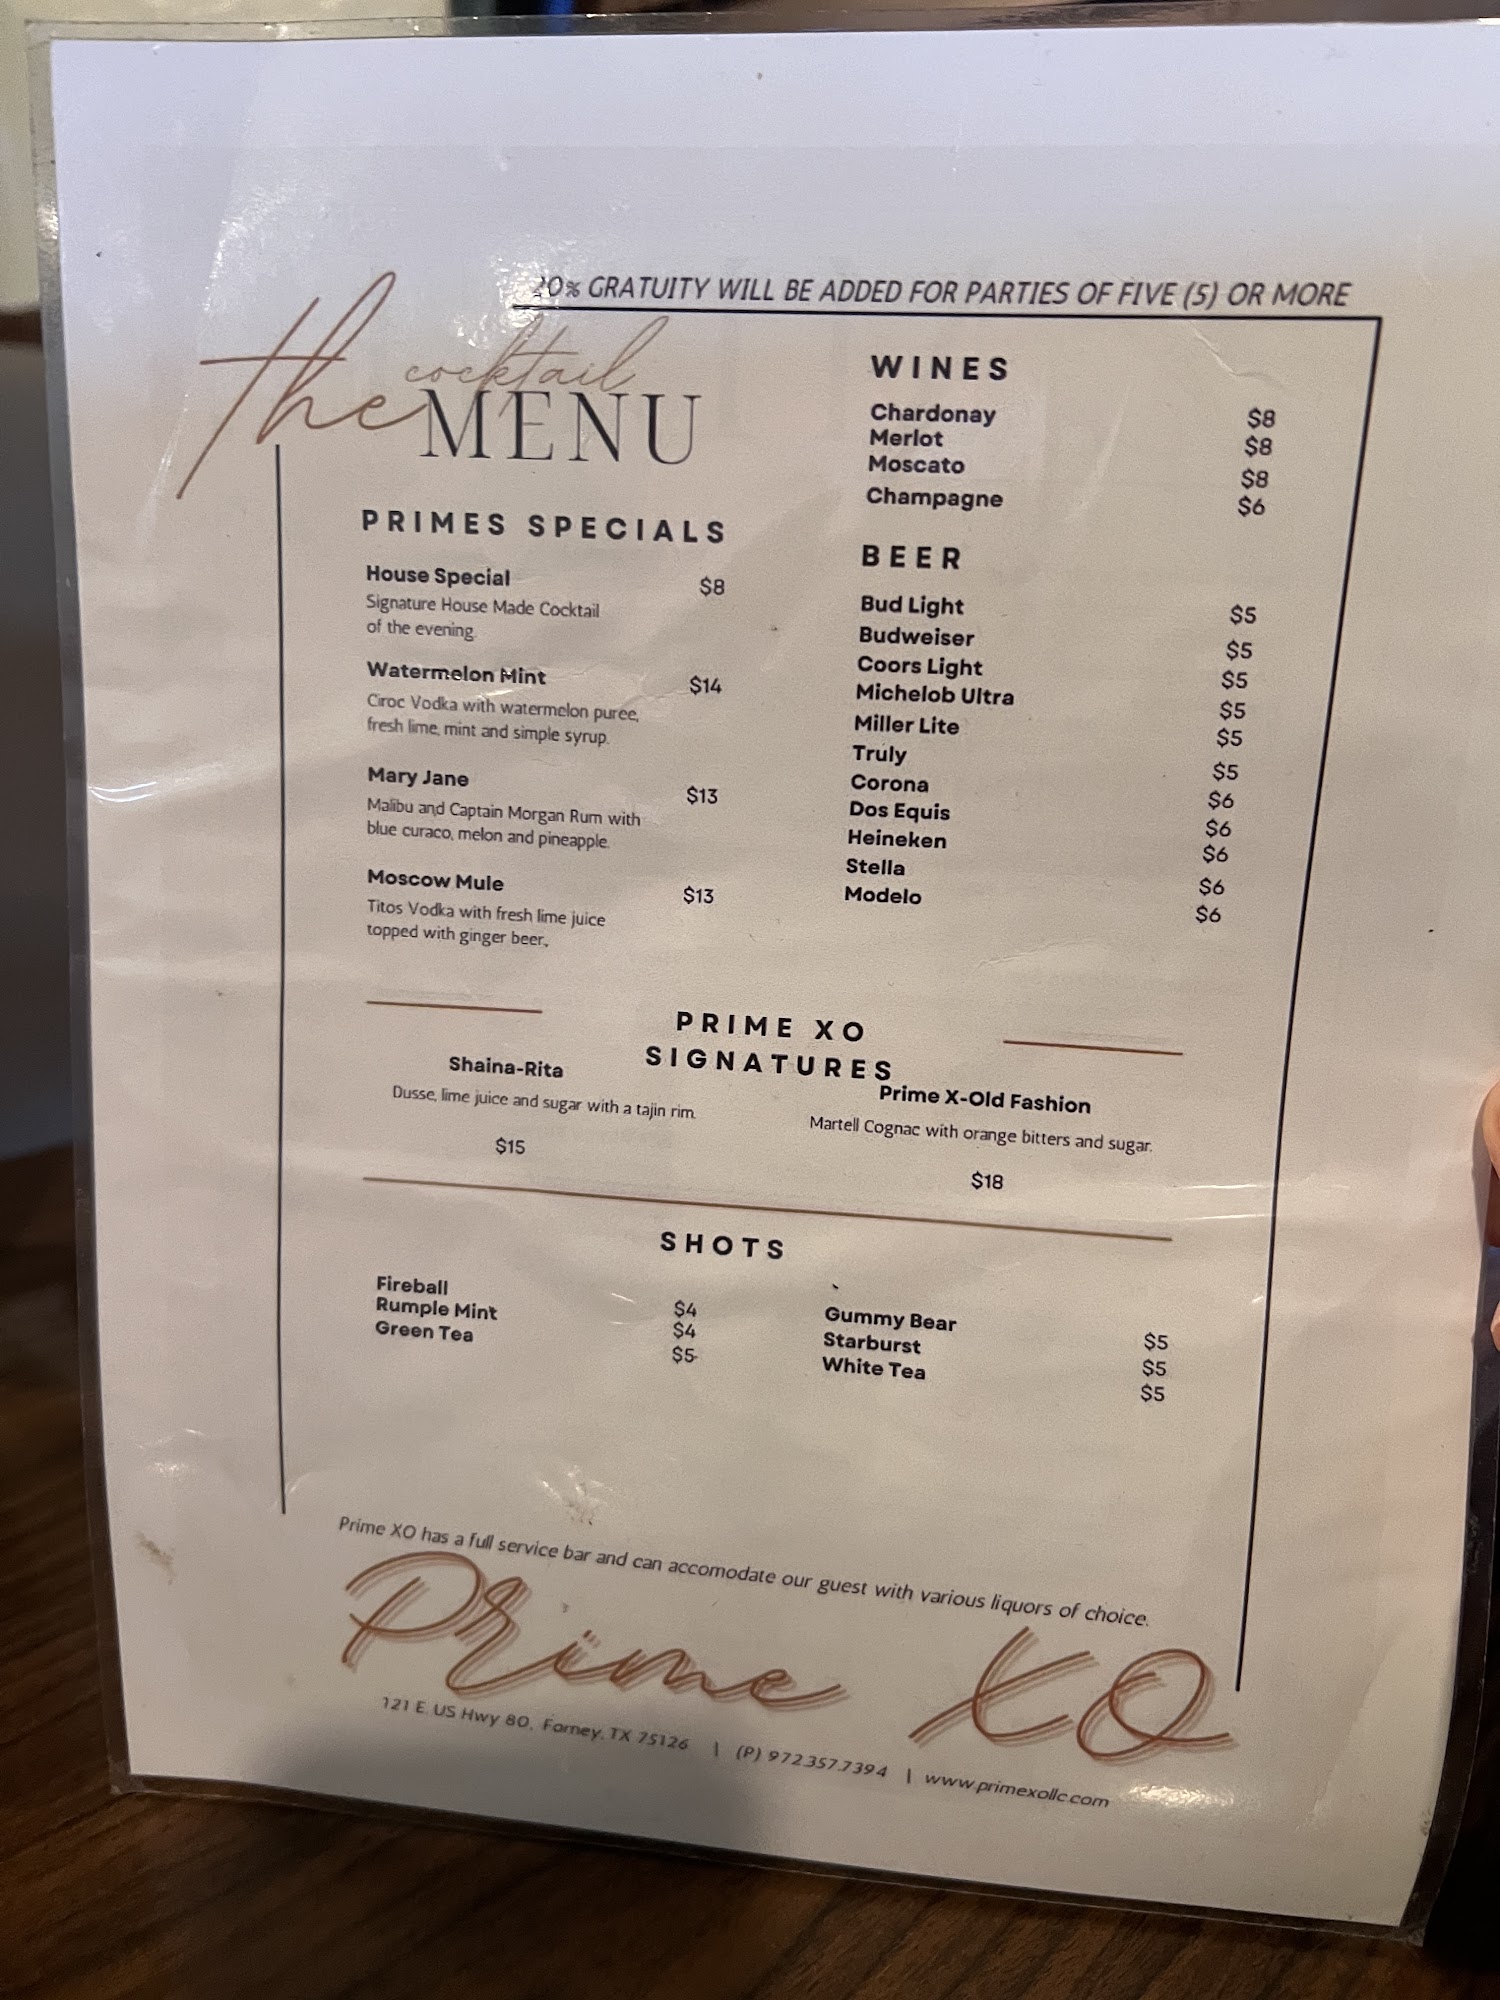 20% GRATUITY WILL BE ADDED FOR PARTIES OF FIVE (5) OR MORE
the cocktail
MENU
PRIMES SPECIALS
House Special $8
Signature House Made Cocktail
of the evening.
Watermelon Mint $14
Ciroc Vodka with watermelon puree,
fresh lime, mint and simple syrup.
Mary Jane $13
Malibu and Captain Morgan Rum with
blue curaco, melon and pineapple.
Moscow Mule $13
Titos Vodka with fresh lime juice
topped with ginger beer.,
WINES
Chardonay $8
Merlot $8
Moscato $8
Champagne $6
BEER
Bud Light $5
Budweiser $5
Coors Light $5
Michelob Ultra $5
Miller Lite $5
Truly $5
Corona $6
Dos Equis $6
Heineken $6
Stella $6
Modelo $6
PRIME XO
SIGNATURES
Shaina-Rita
Dusse, lime juice and sugar with a tajin rim.
$15
Prime X-Old Fashion
Martell Cognac with orange bitters and sugar.
$18
SHOTS
Fireball $4
Rumple Mint $4
Green Tea $5
Gummy Bear $5
Starburst $5
White Tea $5
Prime XO has a full service bar and can accomodate our guest with various liquors of choice.
Prime XO
121 E. US Hwy 80, Forney, TX 75126 | (P) 972.357.7394 | www.primexollc.com